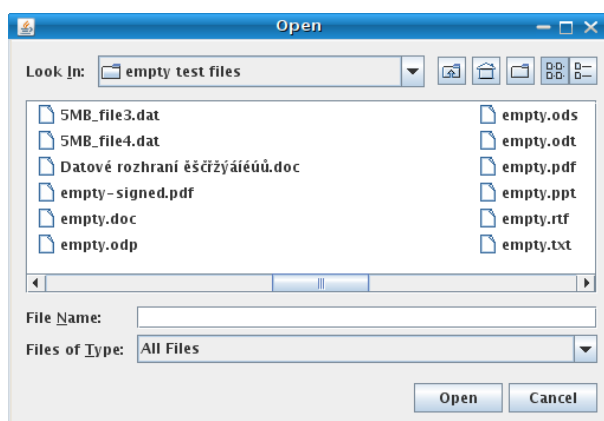 Open
Look In: empty test files
5MB_file3.dat
5MB_file4.dat
Datové rozhraní ěščřžýáíéúů.doc
empty-signed.pdf
empty.doc
empty.odp
empty.ods
empty.odt
empty.pdf
empty.ppt
empty.rtf
empty.txt
File Name:
Files of Type: All Files
Open Cancel